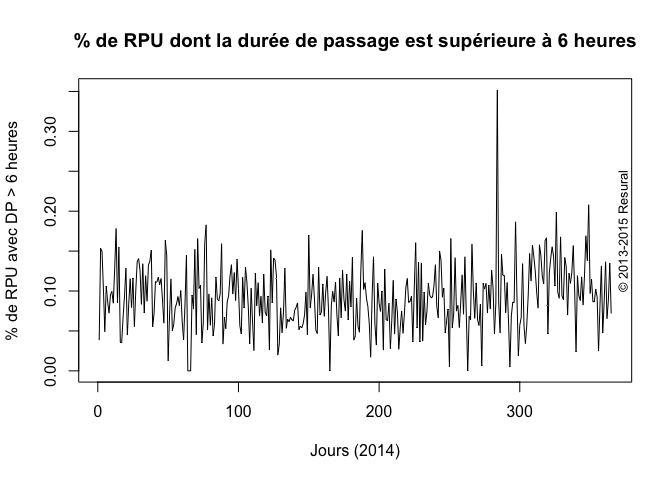 % de RPU dont la durée de passage est supérieure à 6 heures
% de RPU avec DP > 6 heures
0.30
0.20
0.10
0.00
0
100
200
300
Jours (2014)
© 2013-2015 Resural